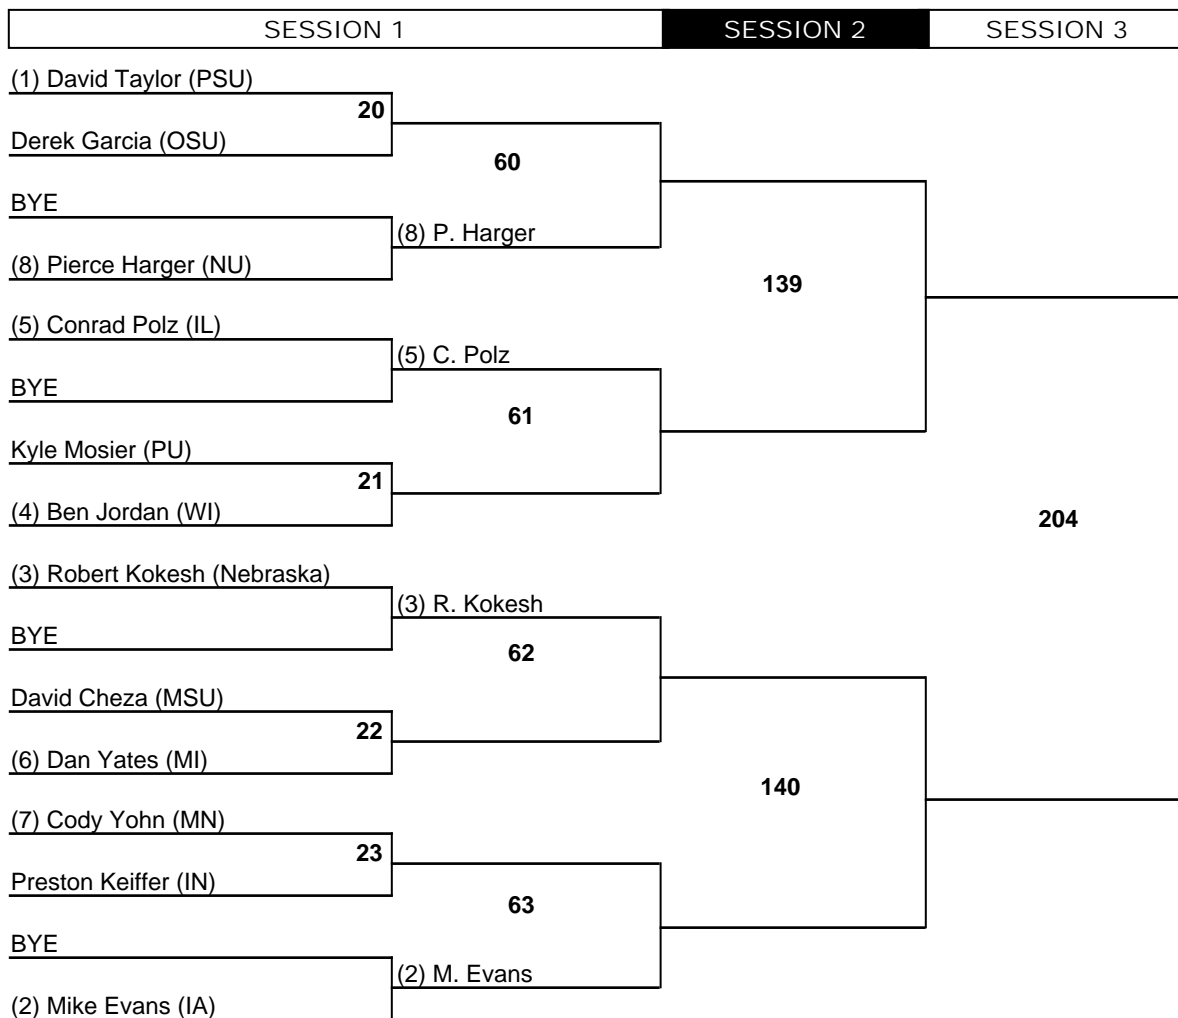 SESSION 1 SESSION 2 SESSION 3
(1) David Taylor (PSU)
20
Derek Garcia (OSU)
60
BYE
(8) P. Harger
(8) Pierce Harger (NU)
139
(5) Conrad Polz (IL)
(5) C. Polz
BYE
61
Kyle Mosier (PU)
21
(4) Ben Jordan (WI)
204
(3) Robert Kokesh (Nebraska)
(3) R. Kokesh
BYE
62
David Cheza (MSU)
22
(6) Dan Yates (MI)
140
(7) Cody Yohn (MN)
23
Preston Keiffer (IN)
63
BYE
(2) M. Evans
(2) Mike Evans (IA)